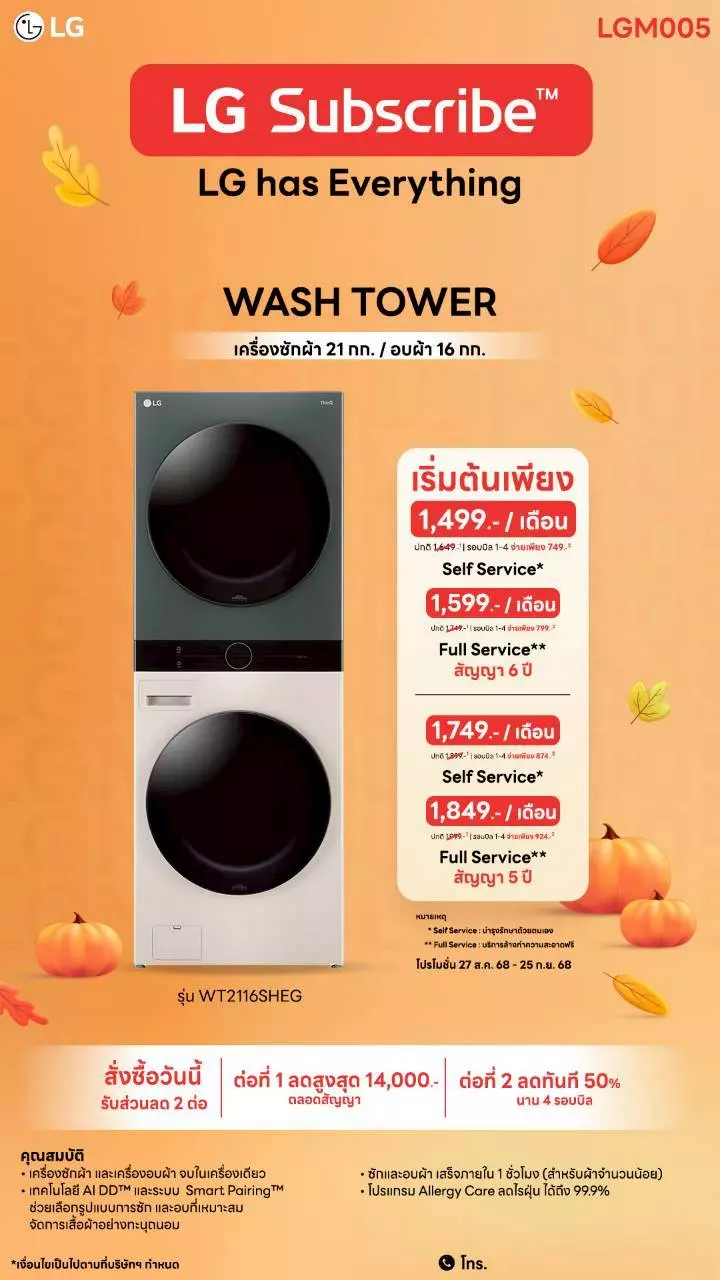 LG
LGM005
LG Subscribe™
LG has Everything
WASH TOWER
เครื่องซักผ้า 21 กก. / อบผ้า 16 กก.
LG
ThinQ
เริ่มต้นเพียง
1,499.- / เดือน
ปกติ 1,649.-¹ | รอบบิล 1-4 จ่ายเพียง 749.-²
Self Service*
1,599.- / เดือน
ปกติ 1,749.-¹ | รอบบิล 1-4 จ่ายเพียง 799.-²
Full Service**
สัญญา 6 ปี
1,749.- / เดือน
ปกติ 1,899.-¹ | รอบบิล 1-4 จ่ายเพียง 874.-²
Self Service*
1,849.- / เดือน
ปกติ 1,999.-¹ | รอบบิล 1-4 จ่ายเพียง 924.-²
Full Service**
สัญญา 5 ปี
หมายเหตุ
* Self Service : บำรุงรักษาด้วยตนเอง
** Full Service : บริการล้างทำความสะอาดฟรี
โปรโมชั่น 27 ส.ค. 68 - 25 ก.ย. 68
รุ่น WT2116SHEG
สั่งซื้อวันนี้
รับส่วนลด 2 ต่อ
ต่อที่ 1 ลดสูงสุด 14,000.-
ตลอดสัญญา
ต่อที่ 2 ลดทันที 50%
นาน 4 รอบบิล
คุณสมบัติ
• เครื่องซักผ้า และเครื่องอบผ้า จบในเครื่องเดียว
• เทคโนโลยี AI DD™ และระบบ Smart Pairing™
ช่วยเลือกรูปแบบการซัก และอบที่เหมาะสม
จัดการเสื้อผ้าอย่างทะนุถนอม
• ซักและอบผ้า เสร็จภายใน 1 ชั่วโมง (สำหรับผ้าจำนวนน้อย)
• โปรแกรม Allergy Care ลดไรฝุ่น ได้ถึง 99.9%
*เงื่อนไขเป็นไปตามที่บริษัทฯ กำหนด
โทร.